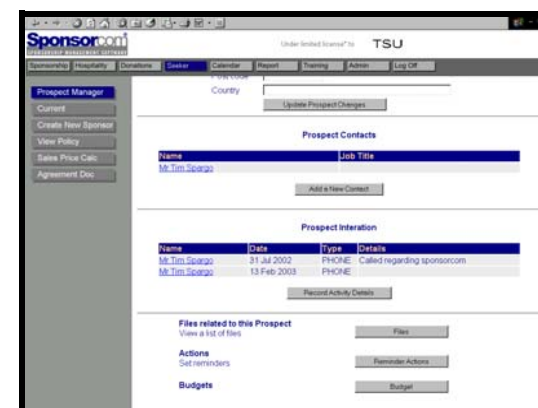 Sponsorcom
SPONSORSHIP MANAGEMENT SOFTWARE
Under limited license* to TSU
Sponsorship Hospitality Donations Seeker Calendar Report Training Admin Log Off
Prospect Manager
Current
Create New Sponsor
View Policy
Sales Price Calc
Agreement Doc
Post code
Country
Update Prospect Changes
Prospect Contacts
Name Job Title
Mr Tim Spargo
Add a New Contact
Prospect Interation
Name Date Type Details
Mr Tim Spargo 31 Jul 2002 PHONE Called regarding sponsorcom
Mr Tim Spargo 13 Feb 2003 PHONE
Record Activity Details
Files related to this Prospect
View a list of files
Files
Actions
Set reminders
Reminder Actions
Budgets
Budget